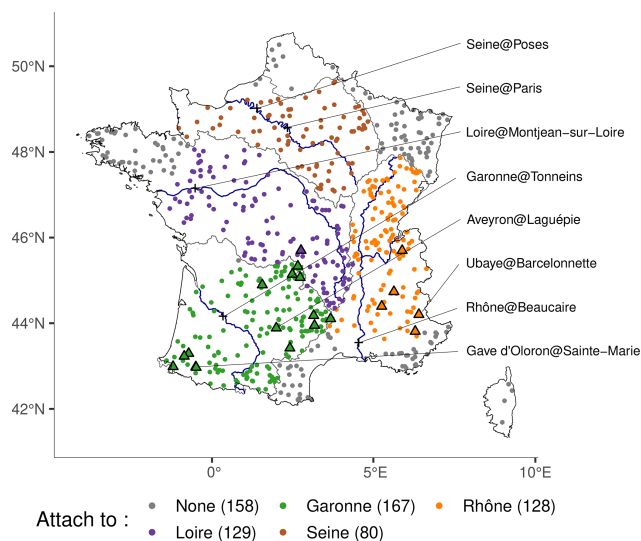 Seine@Poses
50°N
Seine@Paris
Loire@Montjean−sur−Loire
48°N
Garonne@Tonneins
Aveyron@Laguépie
46°N
Ubaye@Barcelonnette
Rhône@Beaucaire
44°N
Gave d'Oloron@Sainte−Marie
42°N
0° 5°E 10°E
Attach to :
None (158) Garonne (167) Rhône (128)
Loire (129) Seine (80)